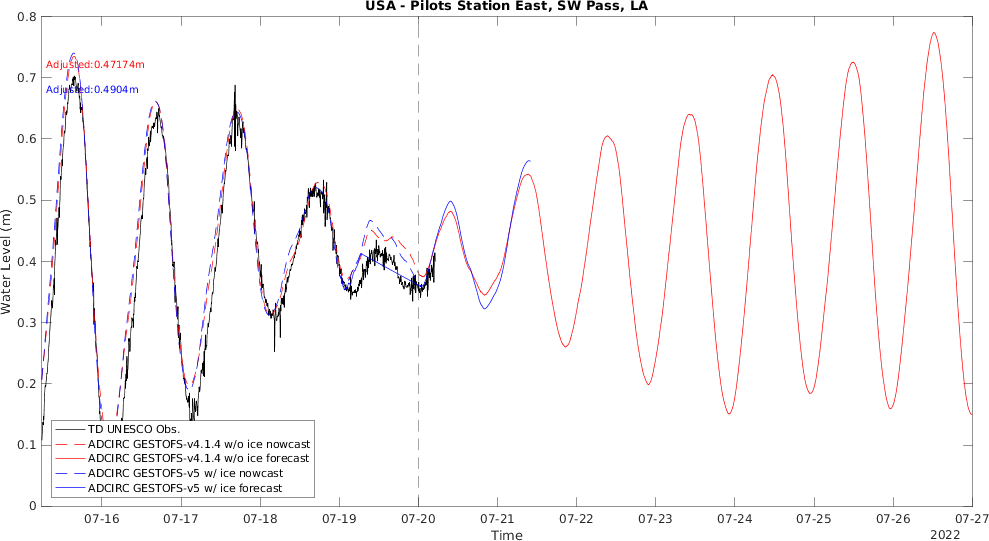 USA - Pilots Station East, SW Pass, LA
0.8
0.7
0.6
0.5
0.4
0.3
0.2
0.1
0
Water Level (m)
Adjusted:0.47174m
Adjusted:0.4904m
TD UNESCO Obs.
ADCIRC GESTOFS-v4.1.4 w/o ice nowcast
ADCIRC GESTOFS-v4.1.4 w/o ice forecast
ADCIRC GESTOFS-v5 w/ ice nowcast
ADCIRC GESTOFS-v5 w/ ice forecast
07-16 07-17 07-18 07-19 07-20 07-21 07-22 07-23 07-24 07-25 07-26 07-27
Time
2022